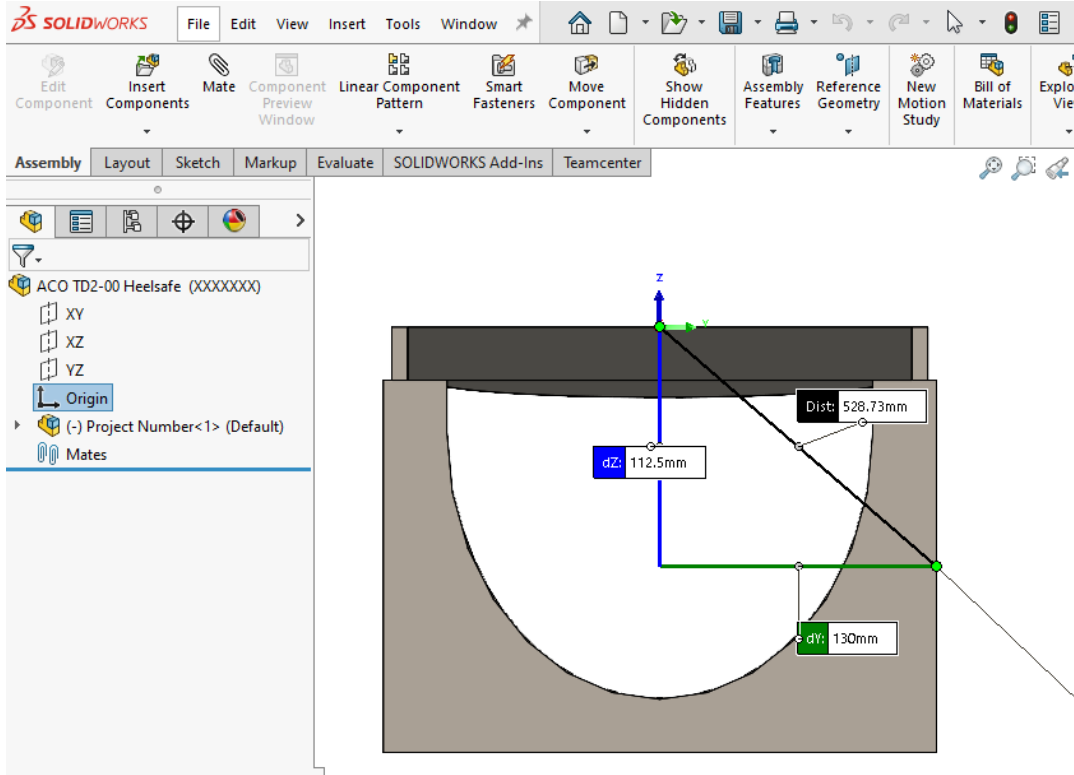 SOLIDWORKS File Edit View Insert Tools Window
Edit Component
Insert Components
Mate
Component Preview Window
Linear Component Pattern
Smart Fasteners
Move Component
Show Hidden Components
Assembly Features
Reference Geometry
New Motion Study
Bill of Materials
Explo
Vie
Assembly Layout Sketch Markup Evaluate SOLIDWORKS Add-Ins Teamcenter
ACO TD2-00 Heelsafe (XXXXXXX)
XY
XZ
YZ
Origin
(-) Project Number<1> (Default)
Mates
Z
Y
Dist: 528.73mm
dZ: 112.5mm
dY: 130mm